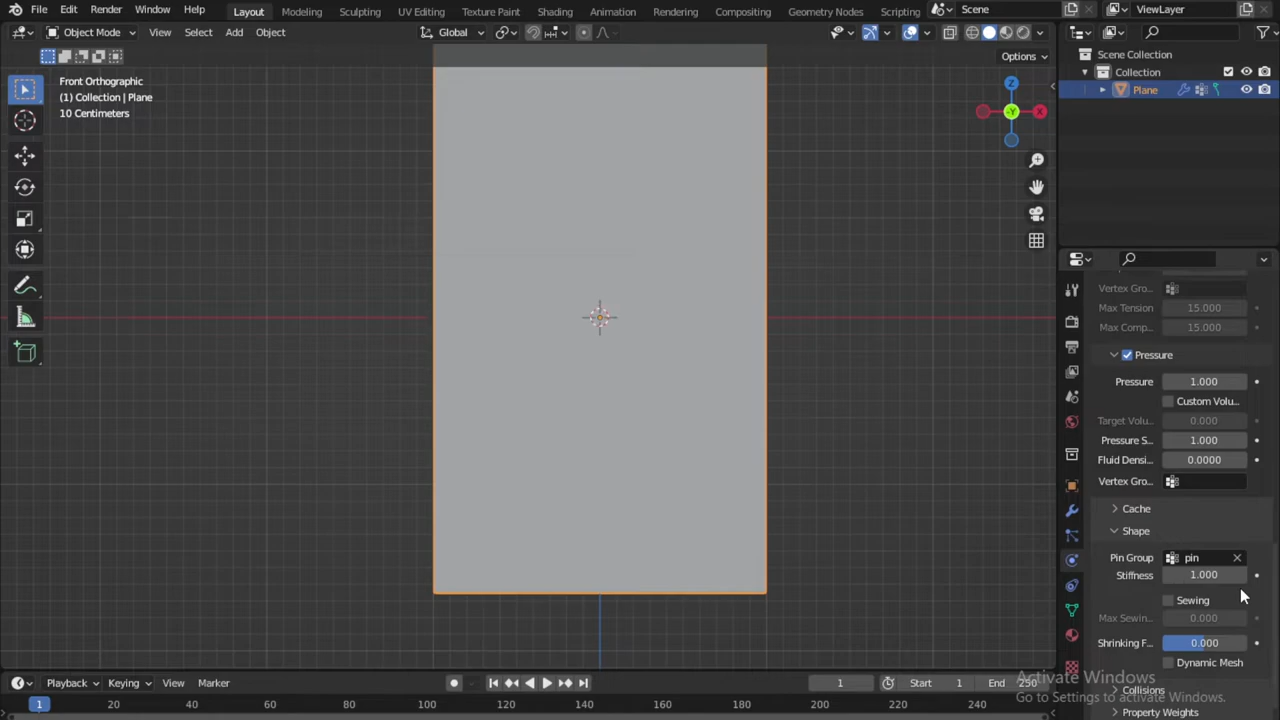 File Edit Render Window Help Layout Modeling Sculpting UV Editing Texture Paint Shading Animation Rendering Compositing Geometry Nodes Scripting Scene ViewLayer
Object Mode View Select Add Object Global
Options
Front Orthographic
(1) Collection | Plane
10 Centimeters
Z
-Y
X
Scene Collection
Collection
Plane
Vertex Gro...
Max Tension 15.000
Max Comp... 15.000
Pressure
Pressure 1.000
Custom Volu...
Target Volu... 0.000
Pressure S... 1.000
Fluid Densi... 0.0000
Vertex Gro...
Cache
Shape
Pin Group pin
Stiffness 1.000
Sewing
Max Sewin... 0.000
Shrinking F... 0.000
Dynamic Mesh
Collisions
Property Weights
Activate Windows
Go to Settings to activate Windows.
Playback Keying View Marker 1 Start 1 End 250
1 20 40 60 80 100 120 140 160 180 200 220 240